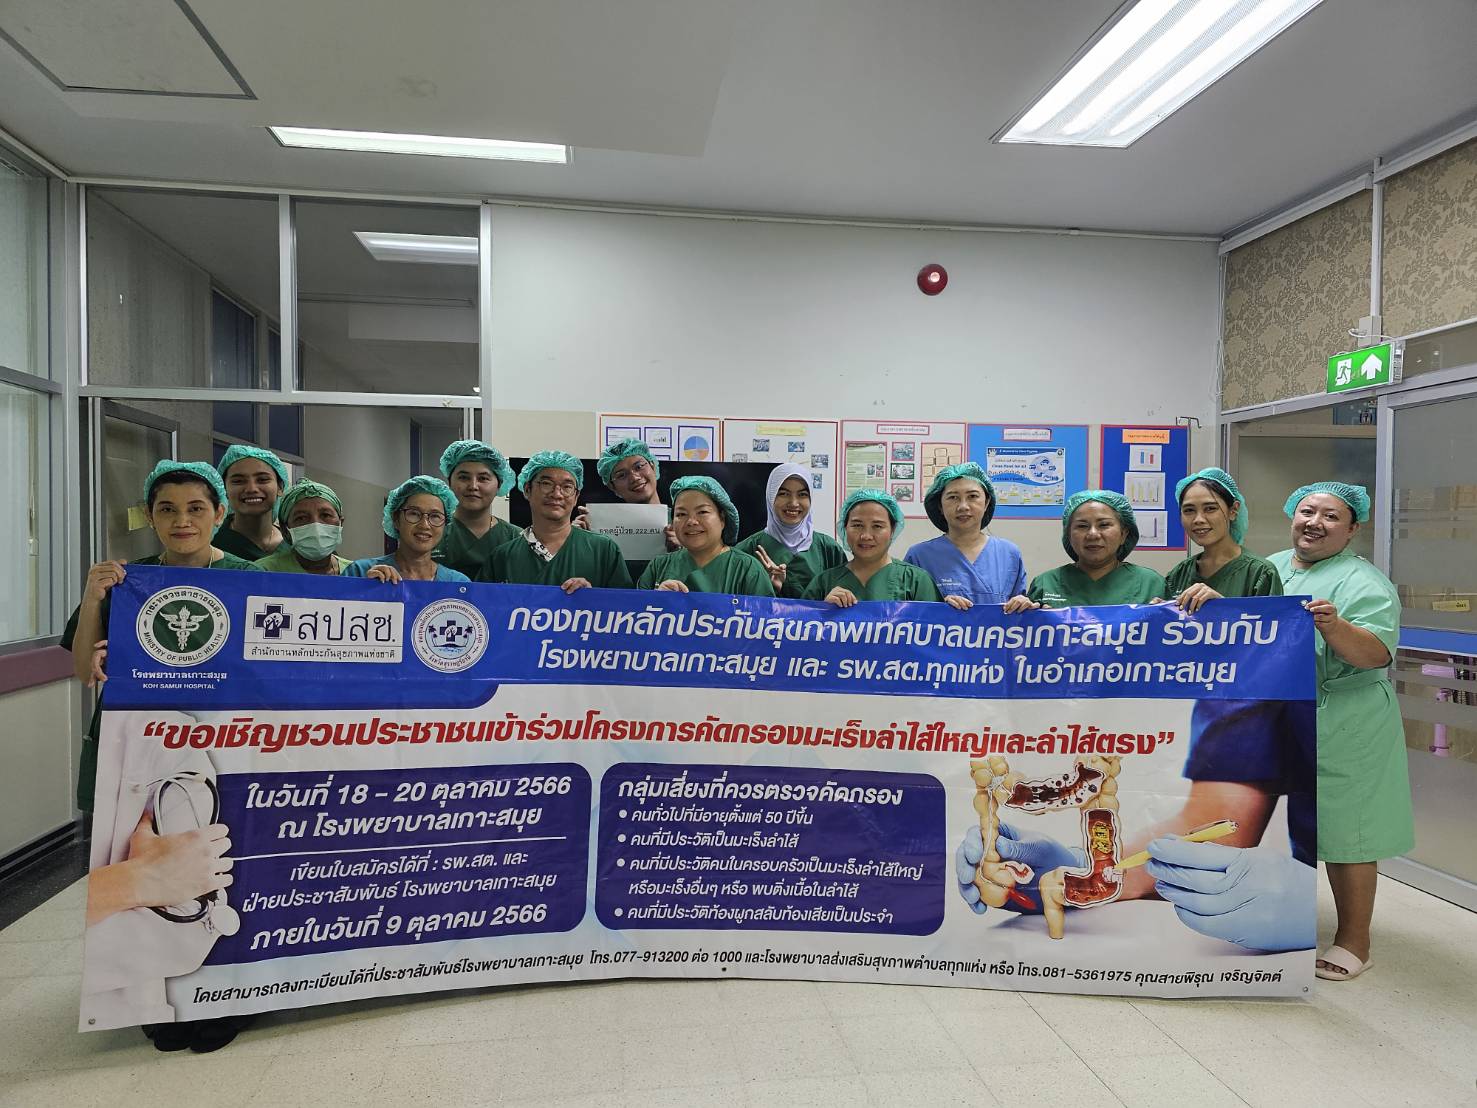 ยอดผู้ป่วย 222 คน
กระทรวงสาธารณสุข
MINISTRY OF PUBLIC HEALTH
โรงพยาบาลเกาะสมุย
KOH SAMUI HOSPITAL
สปสช.
สำนักงานหลักประกันสุขภาพแห่งชาติ
กองทุนหลักประกันสุขภาพเทศบาลนครเกาะสมุย ร่วมกับ
โรงพยาบาลเกาะสมุย และ รพ.สต.ทุกแห่ง ในอำเภอเกาะสมุย
“ขอเชิญชวนประชาชนเข้าร่วมโครงการคัดกรองมะเร็งลำไส้ใหญ่และลำไส้ตรง”
ในวันที่ 18 - 20 ตุลาคม 2566
ณ โรงพยาบาลเกาะสมุย
เขียนใบสมัครได้ที่ : รพ.สต. และ
ฝ่ายประชาสัมพันธ์ โรงพยาบาลเกาะสมุย
ภายในวันที่ 9 ตุลาคม 2566
กลุ่มเสี่ยงที่ควรตรวจคัดกรอง
• คนทั่วไปที่มีอายุตั้งแต่ 50 ปีขึ้น
• คนที่มีประวัติเป็นมะเร็งลำไส้
• คนที่มีประวัติคนในครอบครัวเป็นมะเร็งลำไส้ใหญ่
หรือมะเร็งอื่นๆ หรือ พบติ่งเนื้อในลำไส้
• คนที่มีประวัติท้องผูกสลับท้องเสียเป็นประจำ
โดยสามารถลงทะเบียนได้ที่ประชาสัมพันธ์โรงพยาบาลเกาะสมุย โทร.077-913200 ต่อ 1000 และโรงพยาบาลส่งเสริมสุขภาพตำบลทุกแห่ง หรือ โทร.081-5361975 คุณสายพิรุณ เจริญจิตต์